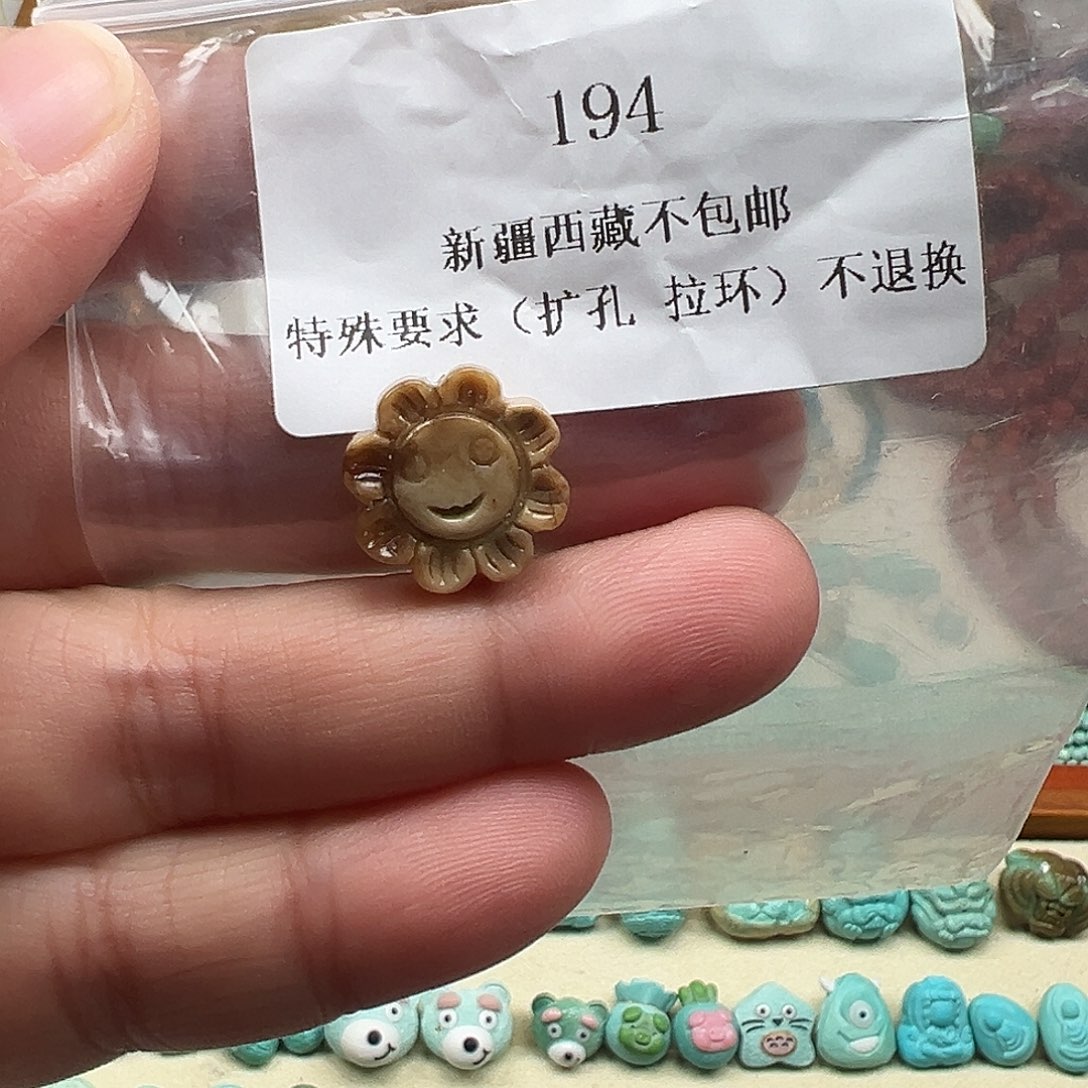 194
新疆西藏不包邮
特殊要求（扩孔 拉环）不退换